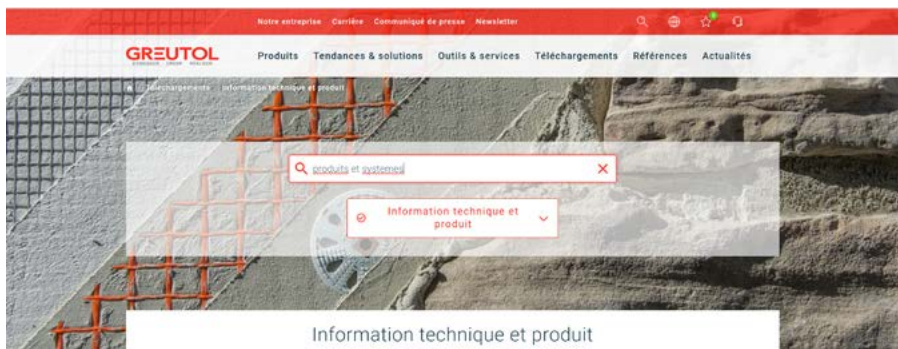 Notre entreprise Carrière Communiqué de presse Newsletter
GREUTOL
Produits Tendances & solutions Outils & services Téléchargements Références Actualités
Téléchargements Information technique et produit
produits et systemes
Information technique et
produit
Information technique et produit